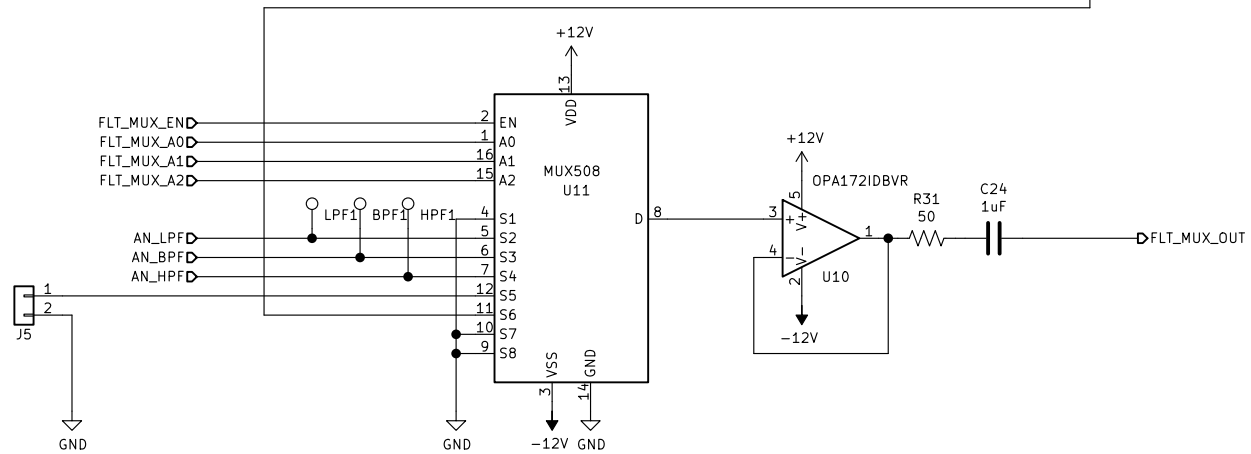 +12V
13
VDD
FLT_MUX_EN 2 EN
FLT_MUX_A0 1 A0
FLT_MUX_A1 16 A1
FLT_MUX_A2 15 A2
MUX508
U11
+12V
OPA172IDBVR
5
V+
R31
50
C24
1uF
LPF1 BPF1 HPF1
4 S1
D 8
3 +
AN_LPF 5 S2
1
FLT_MUX_OUT
AN_BPF 6 S3
4 -
AN_HPF 7 S4
V-
2
U10
1 12 S5
2 11 S6
J5
10 S7
9 S8
-12V
VSS
GND
3
14
GND
GND
-12V
GND